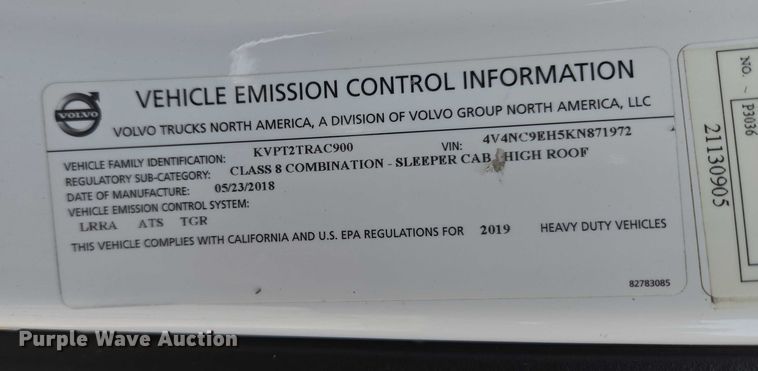 VOLVO
VEHICLE EMISSION CONTROL INFORMATION
VOLVO TRUCKS NORTH AMERICA, A DIVISION OF VOLVO GROUP NORTH AMERICA, LLC
VEHICLE FAMILY IDENTIFICATION: KVPT2TRAC900 VIN: 4V4NC9EH5KN871972
REGULATORY SUB-CATEGORY: CLASS 8 COMBINATION - SLEEPER CAB HIGH ROOF
DATE OF MANUFACTURE: 05/23/2018
VEHICLE EMISSION CONTROL SYSTEM:
LRRA ATS TGR
THIS VEHICLE COMPLIES WITH CALIFORNIA AND U.S. EPA REGULATIONS FOR 2019 HEAVY DUTY VEHICLES
82783085
NO. ~ P3036
21130905
Purple Wave Auction